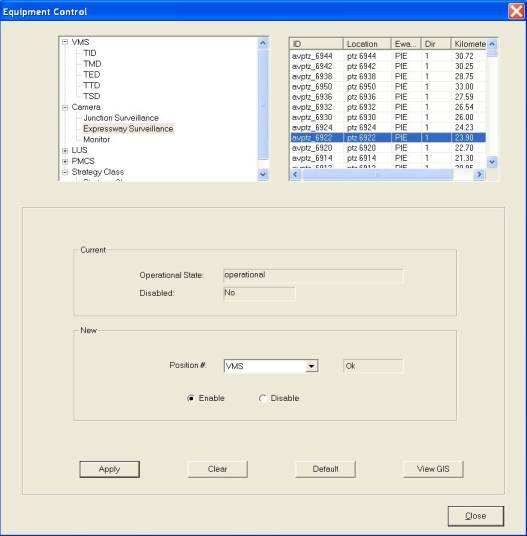 Equipment Control
VMS
TID
TMD
TED
TTD
TSD
Camera
Junction Surveillance
Expressway Surveillance
Monitor
LUS
PMCS
Strategy Class
ID Location Ewa... Dir Kilomete
avptz_6944 ptz 6944 PIE 1 30.72
avptz_6942 ptz 6942 PIE 1 30.25
avptz_6938 ptz 6938 PIE 1 28.75
avptz_6950 ptz 6950 PIE 1 33.00
avptz_6936 ptz 6936 PIE 1 27.59
avptz_6932 ptz 6932 PIE 1 26.54
avptz_6930 ptz 6930 PIE 1 26.00
avptz_6924 ptz 6924 PIE 1 24.23
avptz_6922 ptz 6922 PIE 1 23.90
avptz_6920 ptz 6920 PIE 1 22.70
avptz_6914 ptz 6914 PIE 1 21.30
Current
Operational State: operational
Disabled: No
New
Position #: VMS Ok
Enable Disable
Apply Clear Default View GIS
Close